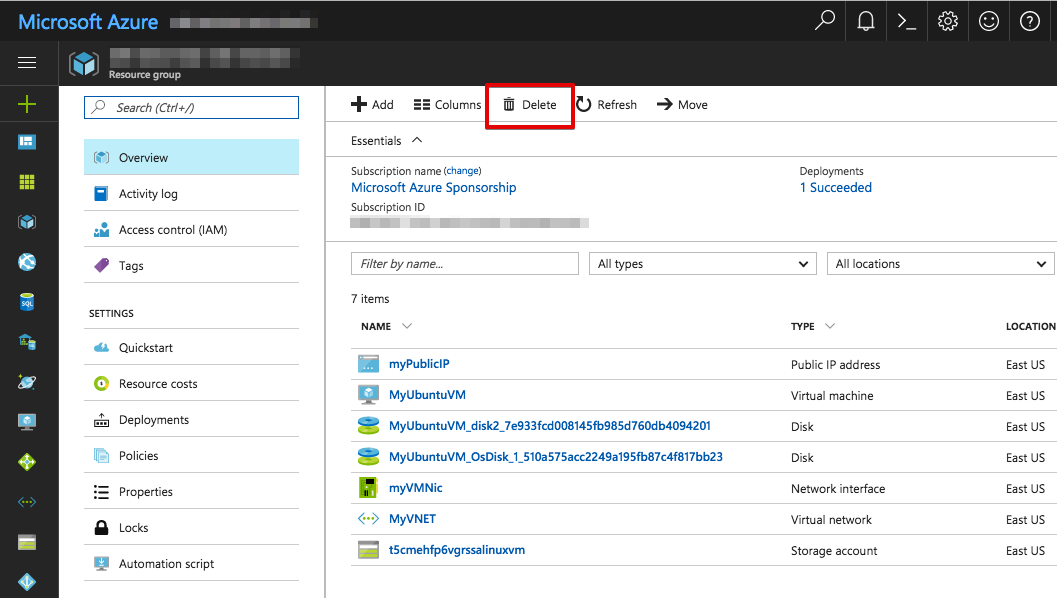 Microsoft Azure
Resource group
Search (Ctrl+/)
Overview
Activity log
Access control (IAM)
Tags
SETTINGS
Quickstart
Resource costs
Deployments
Policies
Properties
Locks
Automation script
Add Columns Delete Refresh Move
Essentials
Subscription name (change)
Microsoft Azure Sponsorship
Subscription ID
Deployments
1 Succeeded
Filter by name... All types All locations
7 items
NAME TYPE LOCATION
myPublicIP Public IP address East US
MyUbuntuVM Virtual machine East US
MyUbuntuVM_disk2_7e933fcd008145fb985d760db4094201 Disk East US
MyUbuntuVM_OsDisk_1_510a575acc2249a195fb87c4f817bb23 Disk East US
myVMNic Network interface East US
MyVNET Virtual network East US
t5cmehfp6vgrssalinuxvm Storage account East US